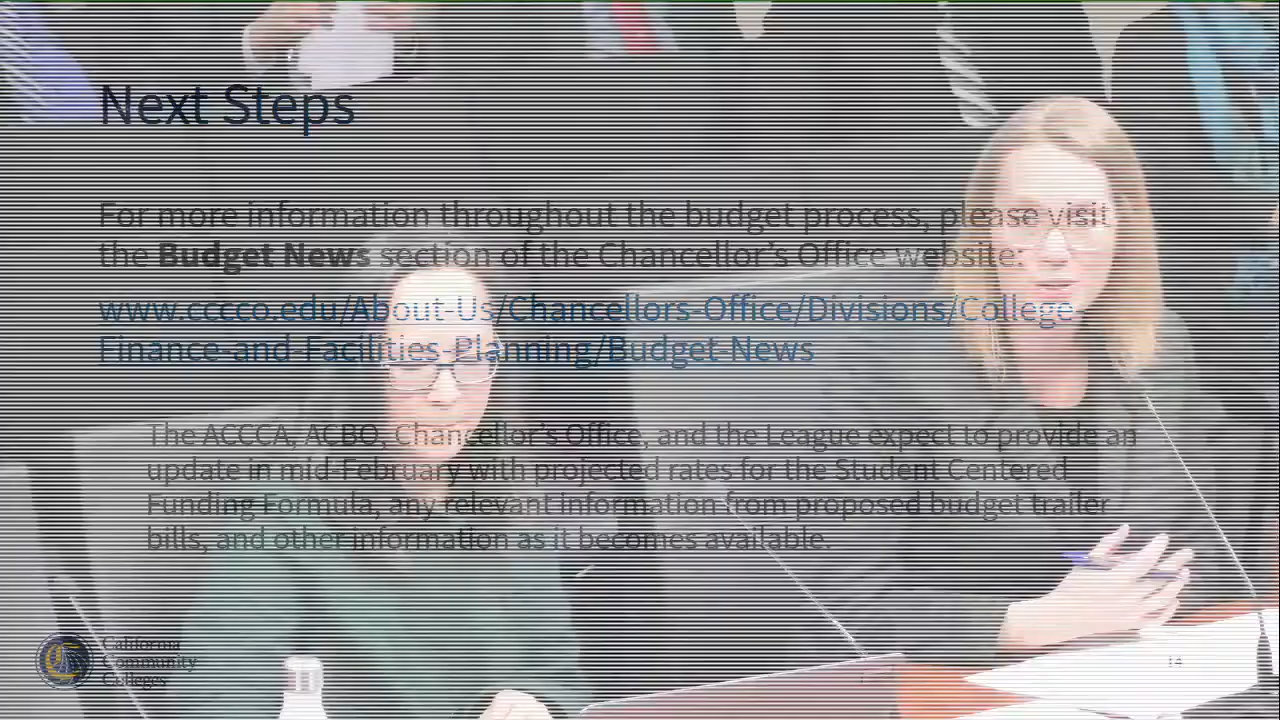 Next Steps
For more information throughout the budget process, please visit
the Budget News section of the Chancellor's Office website:
www.cccco.edu/About-Us/Chancellors-Office/Divisions/College-
Finance-and-Facilities-Planning/Budget-News
The ACCCA, ACBO, Chancellor's Office, and the League expect to provide an
update in mid-February with projected rates for the Student Centered
Funding Formula, any relevant information from proposed budget trailer
bills, and other information as it becomes available.
California
Community
Colleges
14